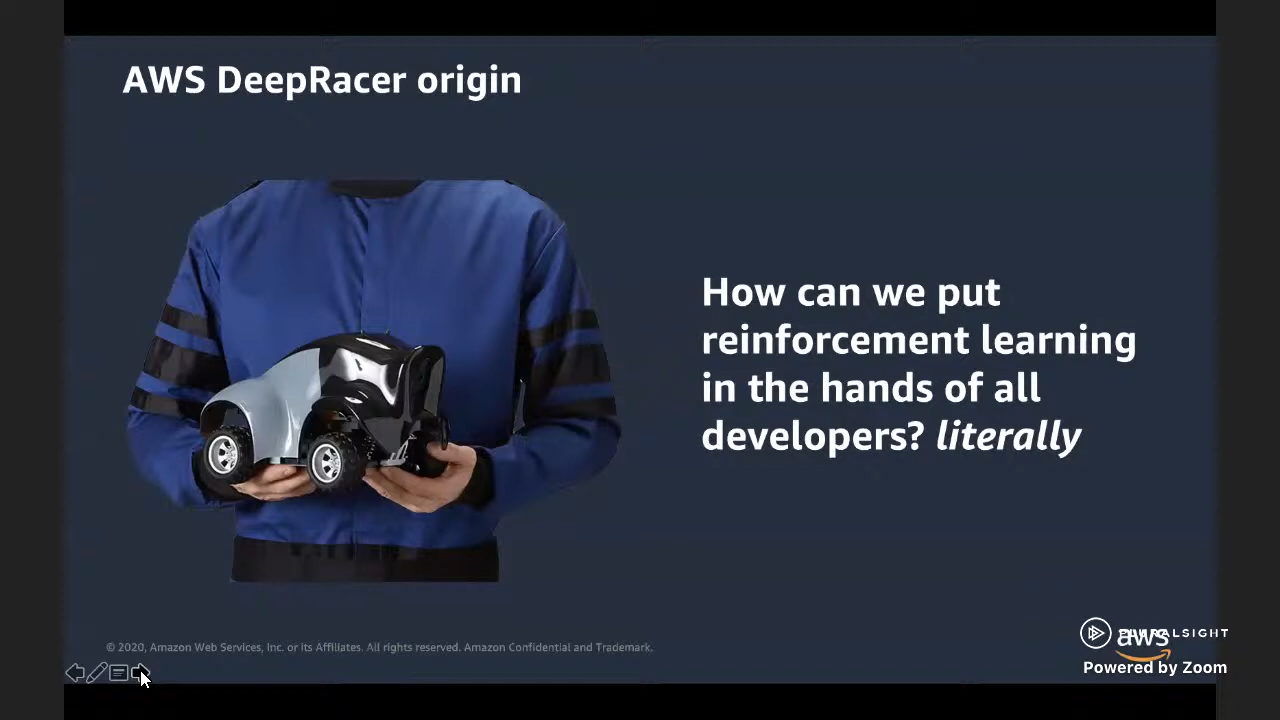 AWS DeepRacer origin
How can we put
reinforcement learning
in the hands of all
developers? literally
© 2020, Amazon Web Services, Inc. or its Affiliates. All rights reserved. Amazon Confidential and Trademark.
PLURALSIGHT
aws
Powered by Zoom